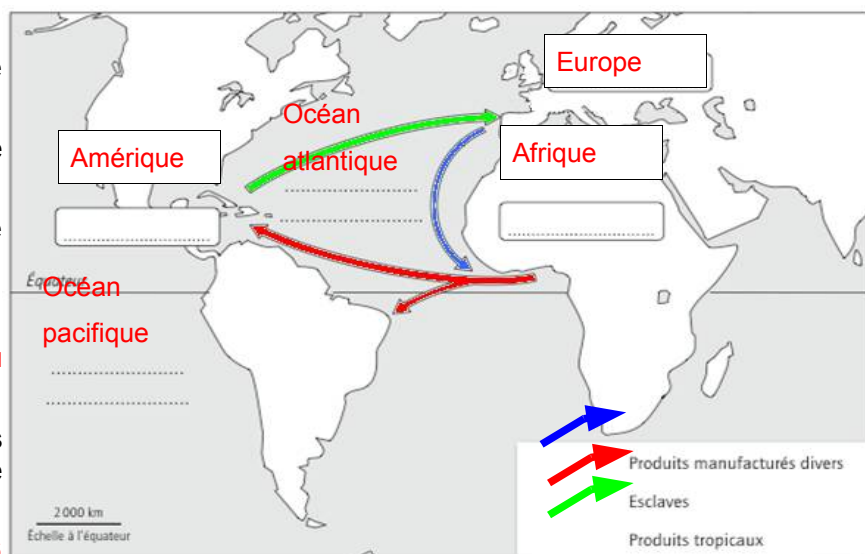 Europe
Océan
atlantique
Amérique
Afrique
Équateur
Océan
pacifique
Produits manufacturés divers
Esclaves
Produits tropicaux
2 000 km
Échelle à l'équateur